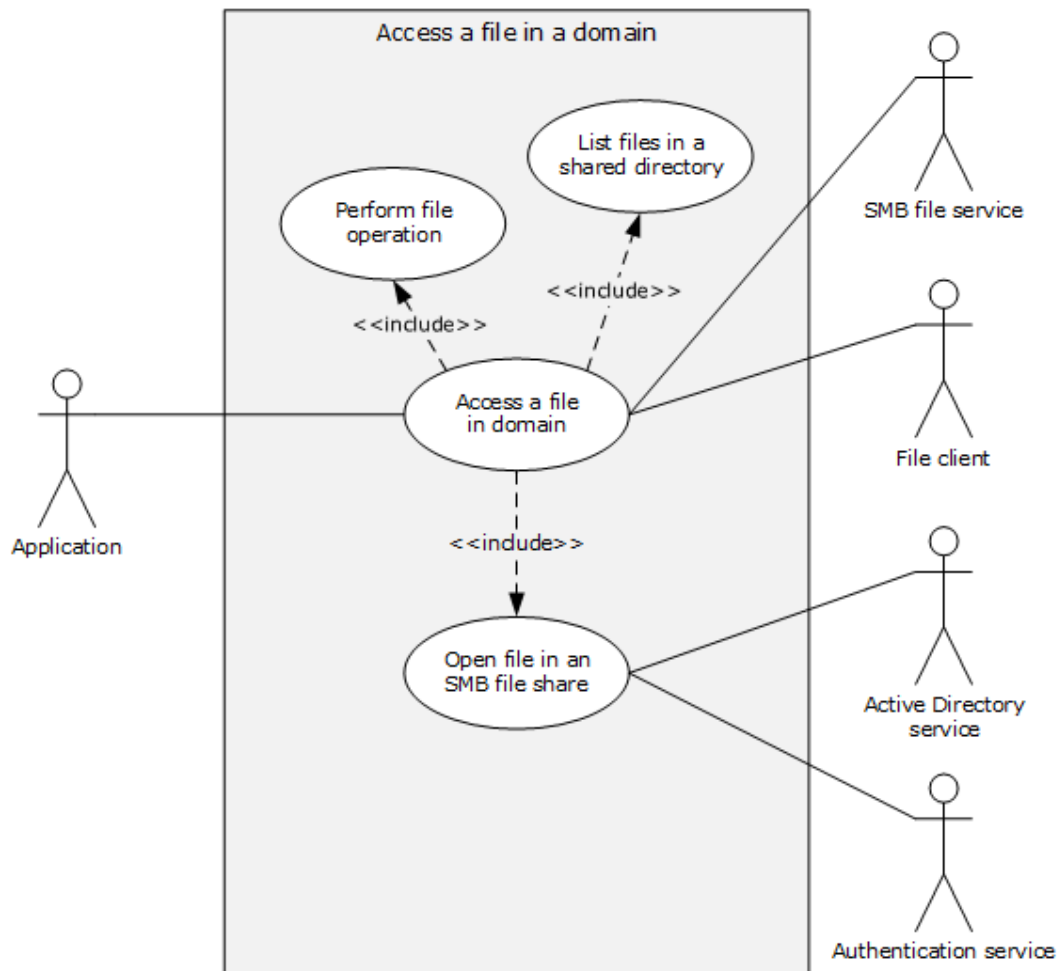 Access a file in a domain
List files in a
shared directory
SMB file service
Perform file
operation
<<include>>
<<include>>
Access a file
in domain
File client
Application
<<include>>
Open file in an
SMB file share
Active Directory
service
Authentication service